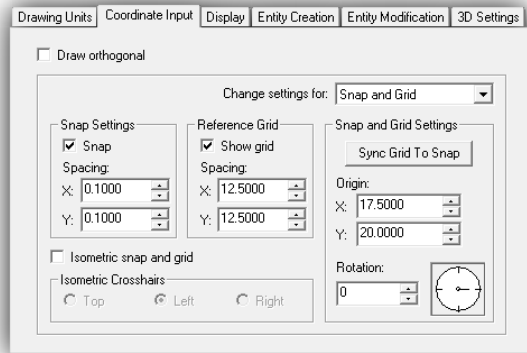 Drawing Units Coordinate Input Display Entity Creation Entity Modification 3D Settings
Draw orthogonal
Change settings for: Snap and Grid
Snap Settings Reference Grid Snap and Grid Settings
Snap Show grid Sync Grid To Snap
Spacing: Spacing:
X: 0.1000 X: 12.5000
Y: 0.1000 Y: 12.5000
Origin:
X: 17.5000
Y: 20.0000
Isometric snap and grid
Isometric Crosshairs
Top Left Right
Rotation:
0